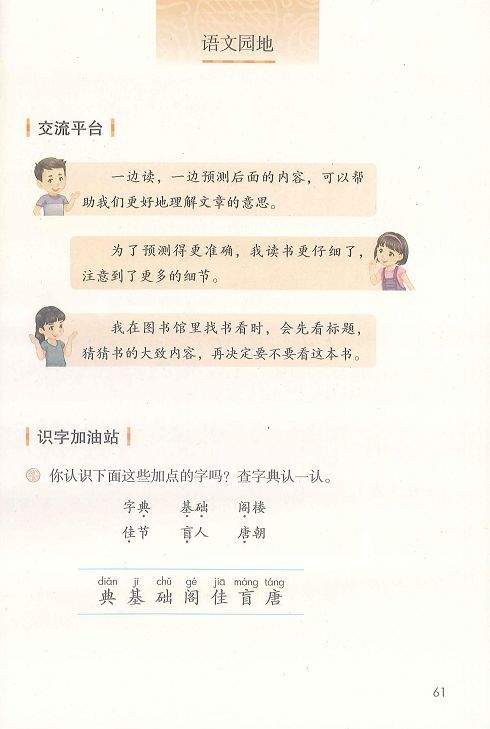 语文园地
交流平台
一边读，一边预测后面的内容，可以帮
助我们更好地理解文章的意思。
为了预测得更准确，我读书更仔细了，
注意到了更多的细节。
我在图书馆里找书看时，会先看标题，
猜猜书的大致内容，再决定要不要看这本书。
识字加油站
你认识下面这些加点的字吗？查字典认一认。
字典 基础 阁楼
佳节 盲人 唐朝
diǎn jī chǔ gé jiā máng táng
典 基 础 阁 佳 盲 唐
61